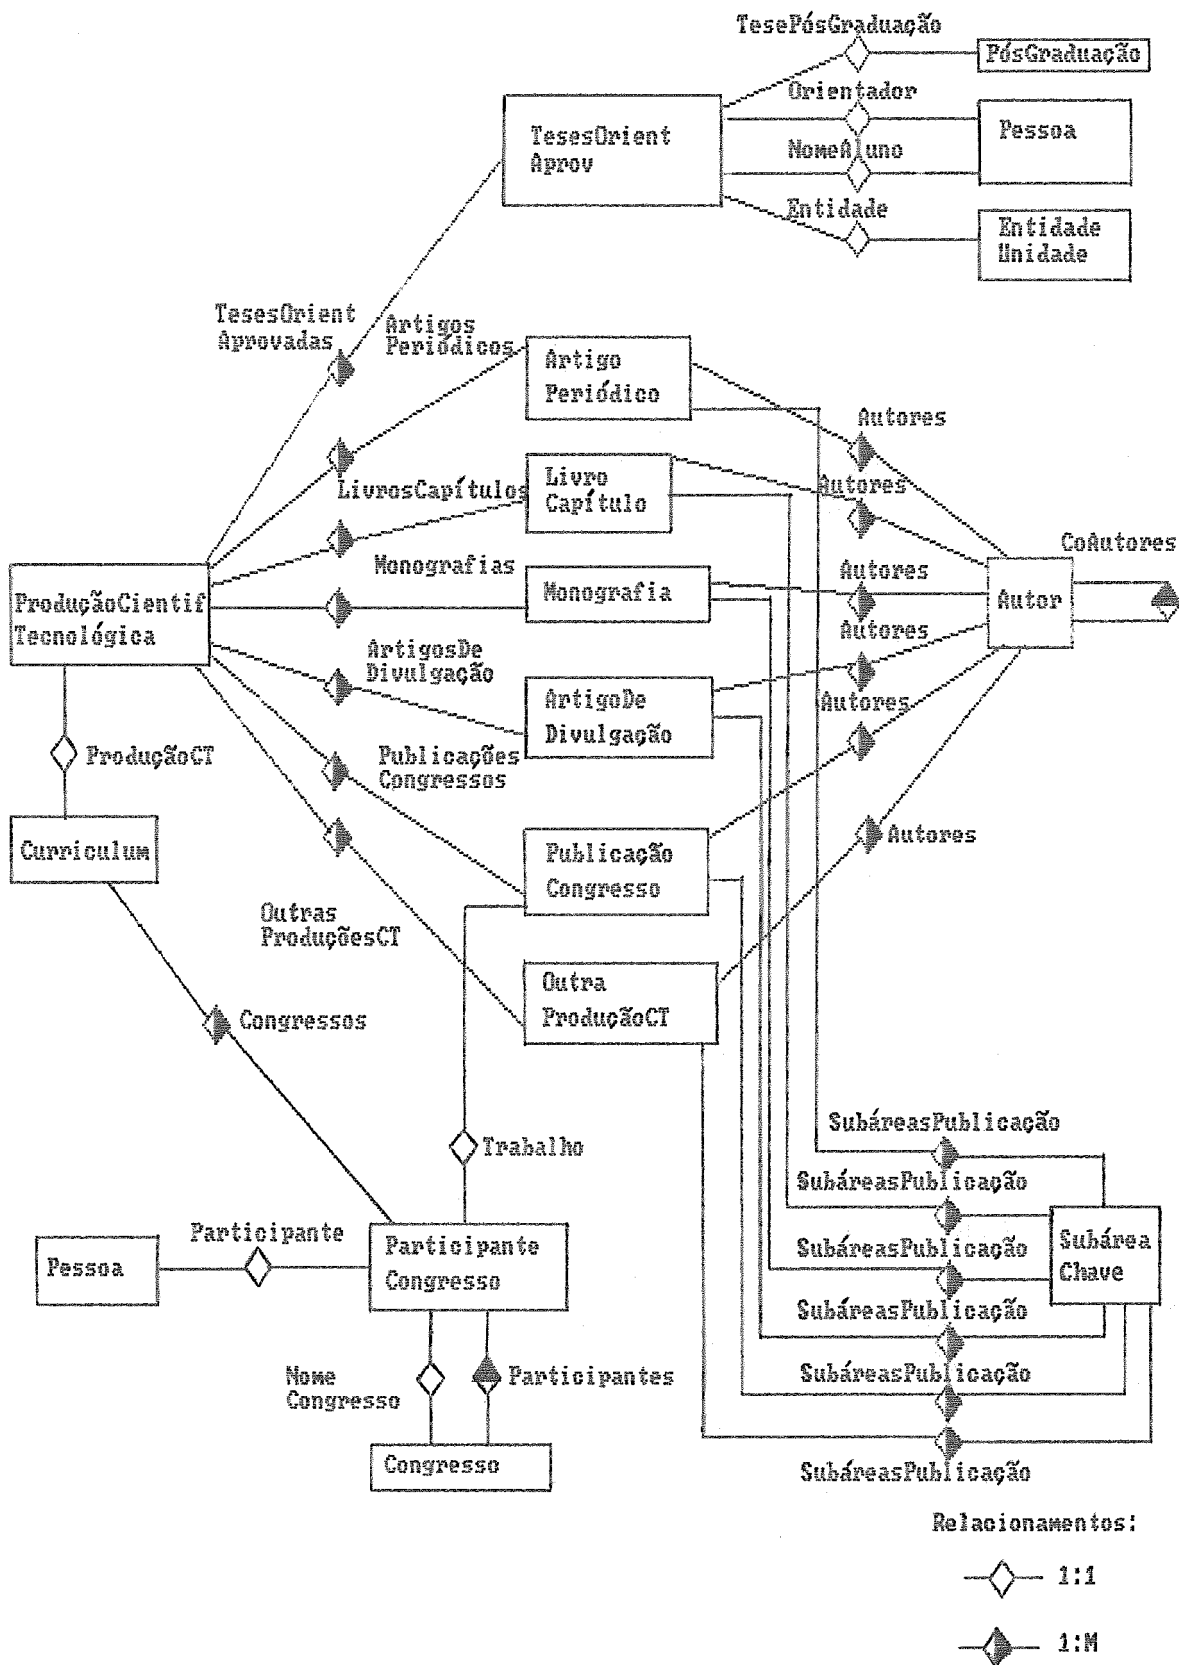 TesePósGraduação
PósGraduação
Orientador
TesesOrient
Aprov
Pessoa
NomeAluno
Entidade
Entidade
Unidade
TesesOrient
Aprovadas
Artigos
Periódicos
Artigo
Periódico
Autores
LivrosCapítulos
Livro
Capítulo
Autores
CoAutores
Monografias
Monografia
Autores
Autor
ProduçãoCientif
Tecnológica
Autores
ArtigosDe
Divulgação
ArtigoDe
Divulgação
Autores
ProduçãoCT
Publicações
Congressos
Autores
Curriculum
Publicação
Congresso
Outras
ProduçõesCT
Outra
ProduçãoCT
Congressos
Trabalho
SubáreasPublicação
SubáreasPublicação
Participante
Pessoa
Participante
Congresso
SubáreasPublicação
Subárea
Chave
SubáreasPublicação
Nome
Congresso
Participantes
SubáreasPublicação
Congresso
SubáreasPublicação
Relacionamentos:
1:1
1:M